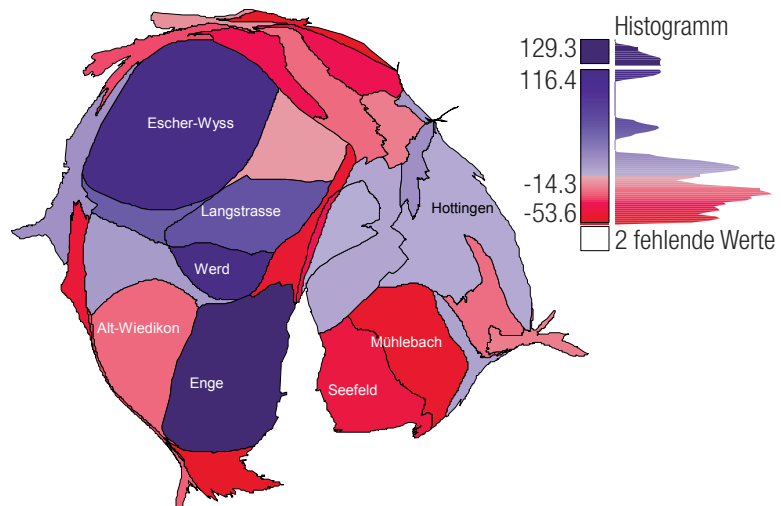 Histogramm
129.3
116.4
-14.3
-53.6
2 fehlende Werte
Escher-Wyss
Langstrasse
Hottingen
Werd
Alt-Wiedikon
Mühlebach
Enge
Seefeld